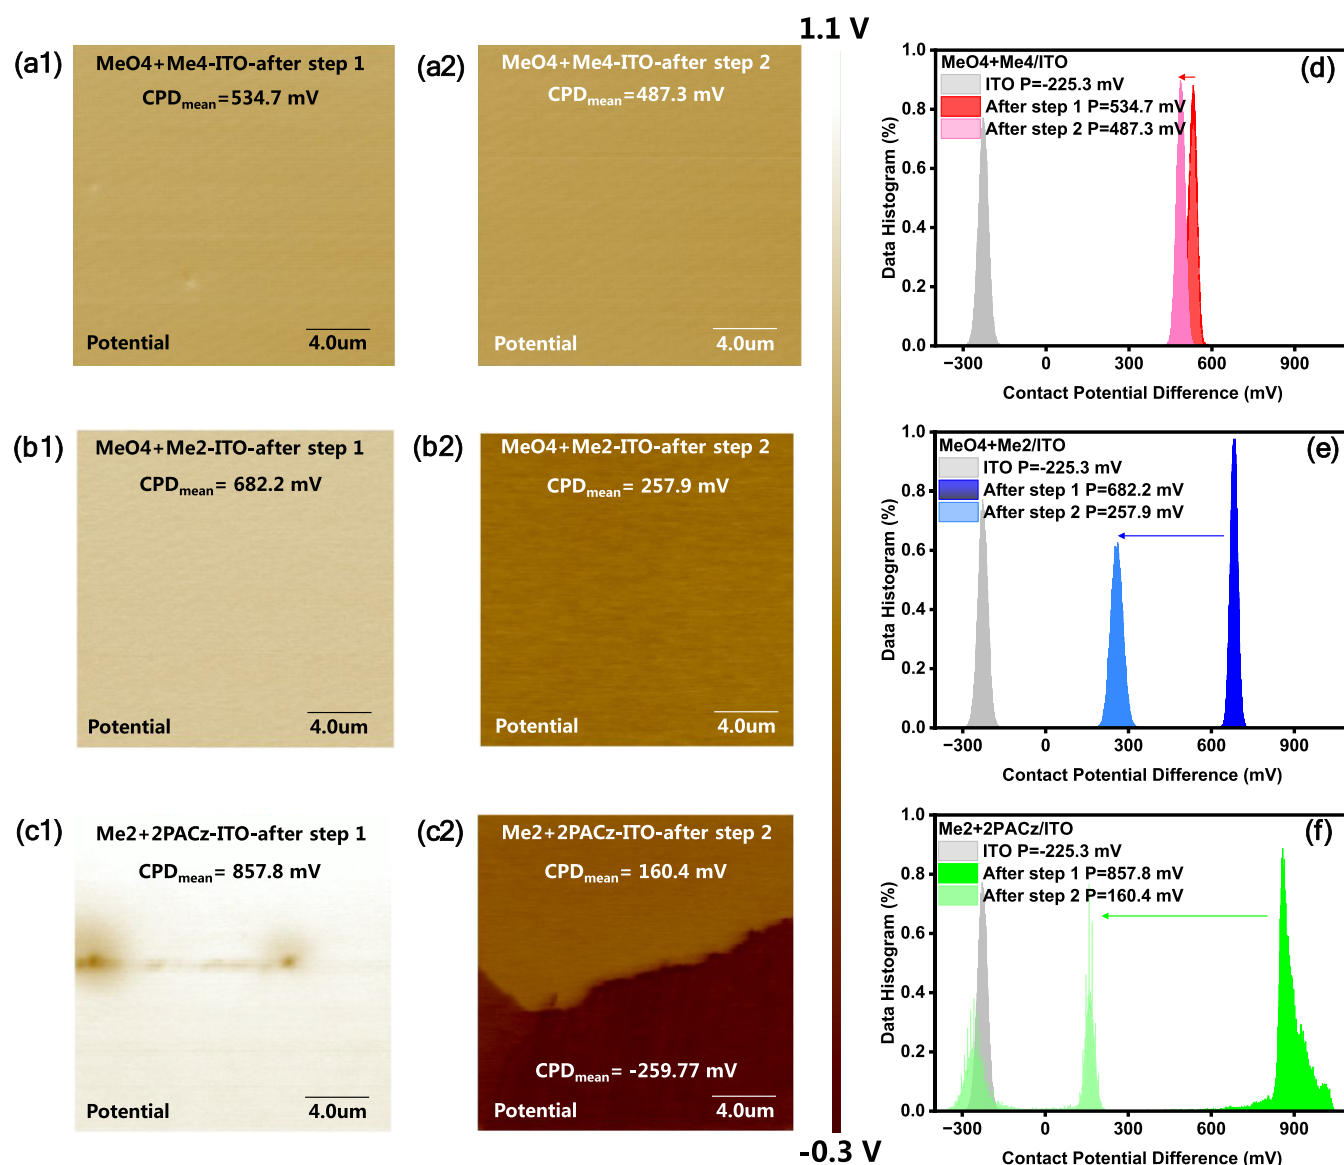 1.1 V
(a1)
MeO4+Me4-ITO-after step 1
CPDmean=534.7 mV
Potential
4.0um
(a2)
MeO4+Me4-ITO-after step 2
CPDmean=487.3 mV
Potential
4.0um
(d)
MeO4+Me4/ITO
ITO P=-225.3 mV
After step 1 P=534.7 mV
After step 2 P=487.3 mV
Data Histogram (%)
1.0
0.8
0.6
0.4
0.2
0.0
−300 0 300 600 900
Contact Potential Difference (mV)
(b1)
MeO4+Me2-ITO-after step 1
CPDmean= 682.2 mV
Potential
4.0um
(b2)
MeO4+Me2-ITO-after step 2
CPDmean= 257.9 mV
Potential
4.0um
(e)
MeO4+Me2/ITO
ITO P=-225.3 mV
After step 1 P=682.2 mV
After step 2 P=257.9 mV
Data Histogram (%)
1.0
0.8
0.6
0.4
0.2
0.0
−300 0 300 600 900
Contact Potential Difference (mV)
(c1)
Me2+2PACz-ITO-after step 1
CPDmean= 857.8 mV
Potential
4.0um
(c2)
Me2+2PACz-ITO-after step 2
CPDmean= 160.4 mV
CPDmean= -259.77 mV
Potential
4.0um
(f)
Me2+2PACz/ITO
ITO P=-225.3 mV
After step 1 P=857.8 mV
After step 2 P=160.4 mV
Data Histogram (%)
1.0
0.8
0.6
0.4
0.2
0.0
−300 0 300 600 900
Contact Potential Difference (mV)
-0.3 V